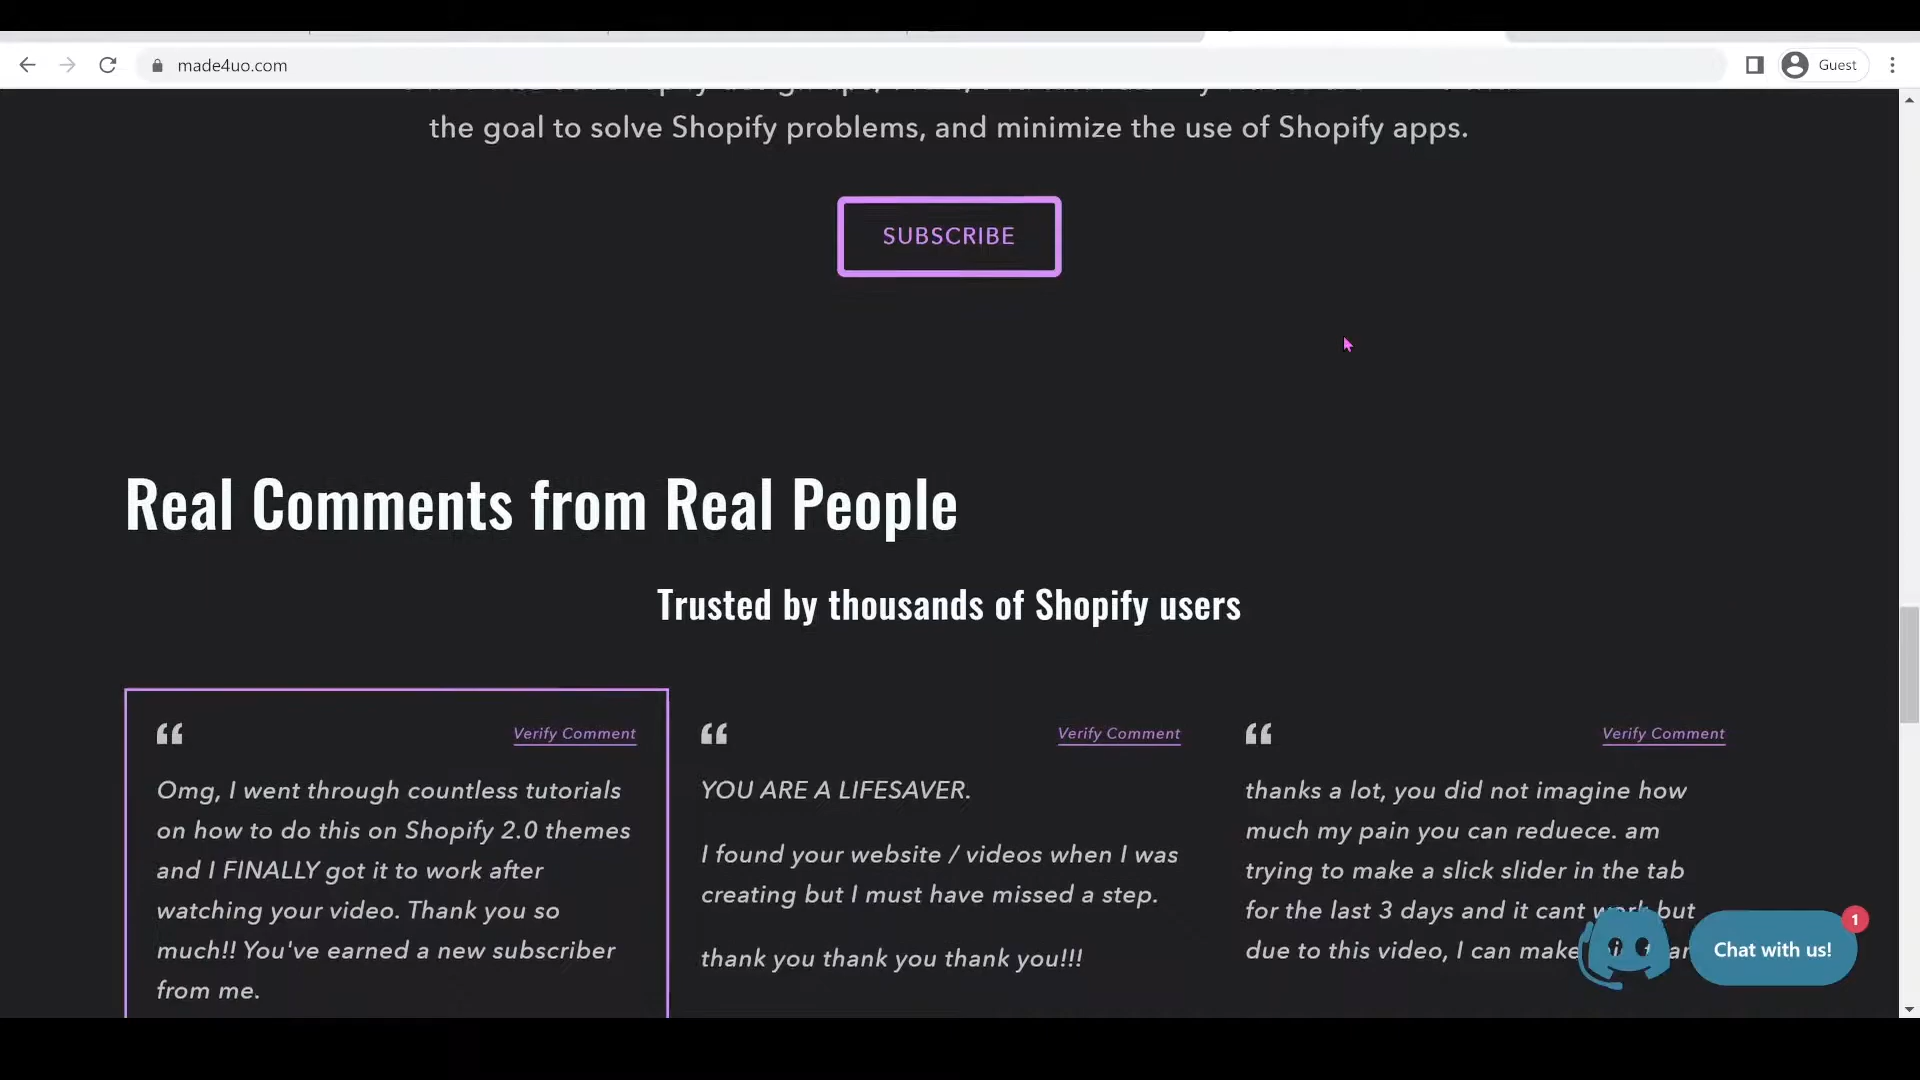 made4uo.com
Guest
the goal to solve Shopify problems, and minimize the use of Shopify apps.
SUBSCRIBE
Real Comments from Real People
Trusted by thousands of Shopify users
“
Verify Comment
Omg, I went through countless tutorials
on how to do this on Shopify 2.0 themes
and I FINALLY got it to work after
watching your video. Thank you so
much!! You've earned a new subscriber
from me.
“
Verify Comment
YOU ARE A LIFESAVER.
I found your website / videos when I was
creating but I must have missed a step.
thank you thank you thank you!!!
“
Verify Comment
thanks a lot, you did not imagine how
much my pain you can reduece. am
trying to make a slick slider in the tab
for the last 3 days and it cant work but
due to this video, I can make
Chat with us!
1